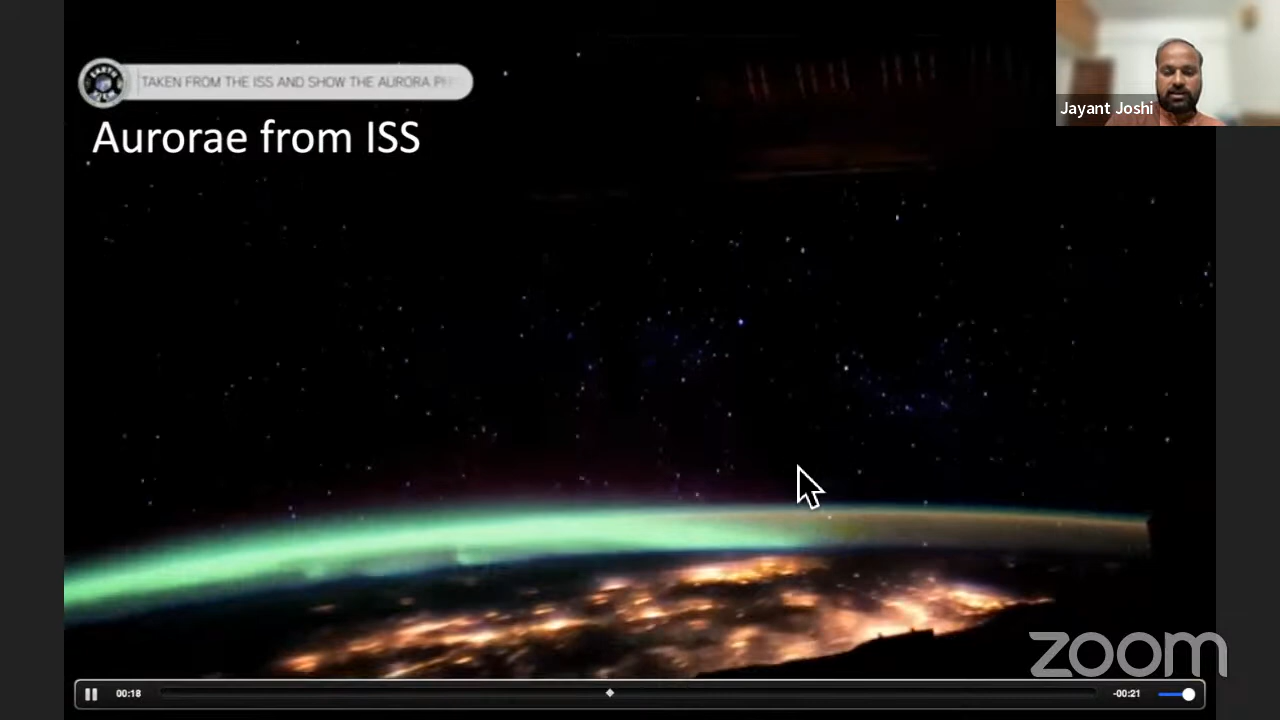 TAKEN FROM THE ISS AND SHOW THE AURORA
Aurorae from ISS
Jayant Joshi
zoom
00:18
-00:21